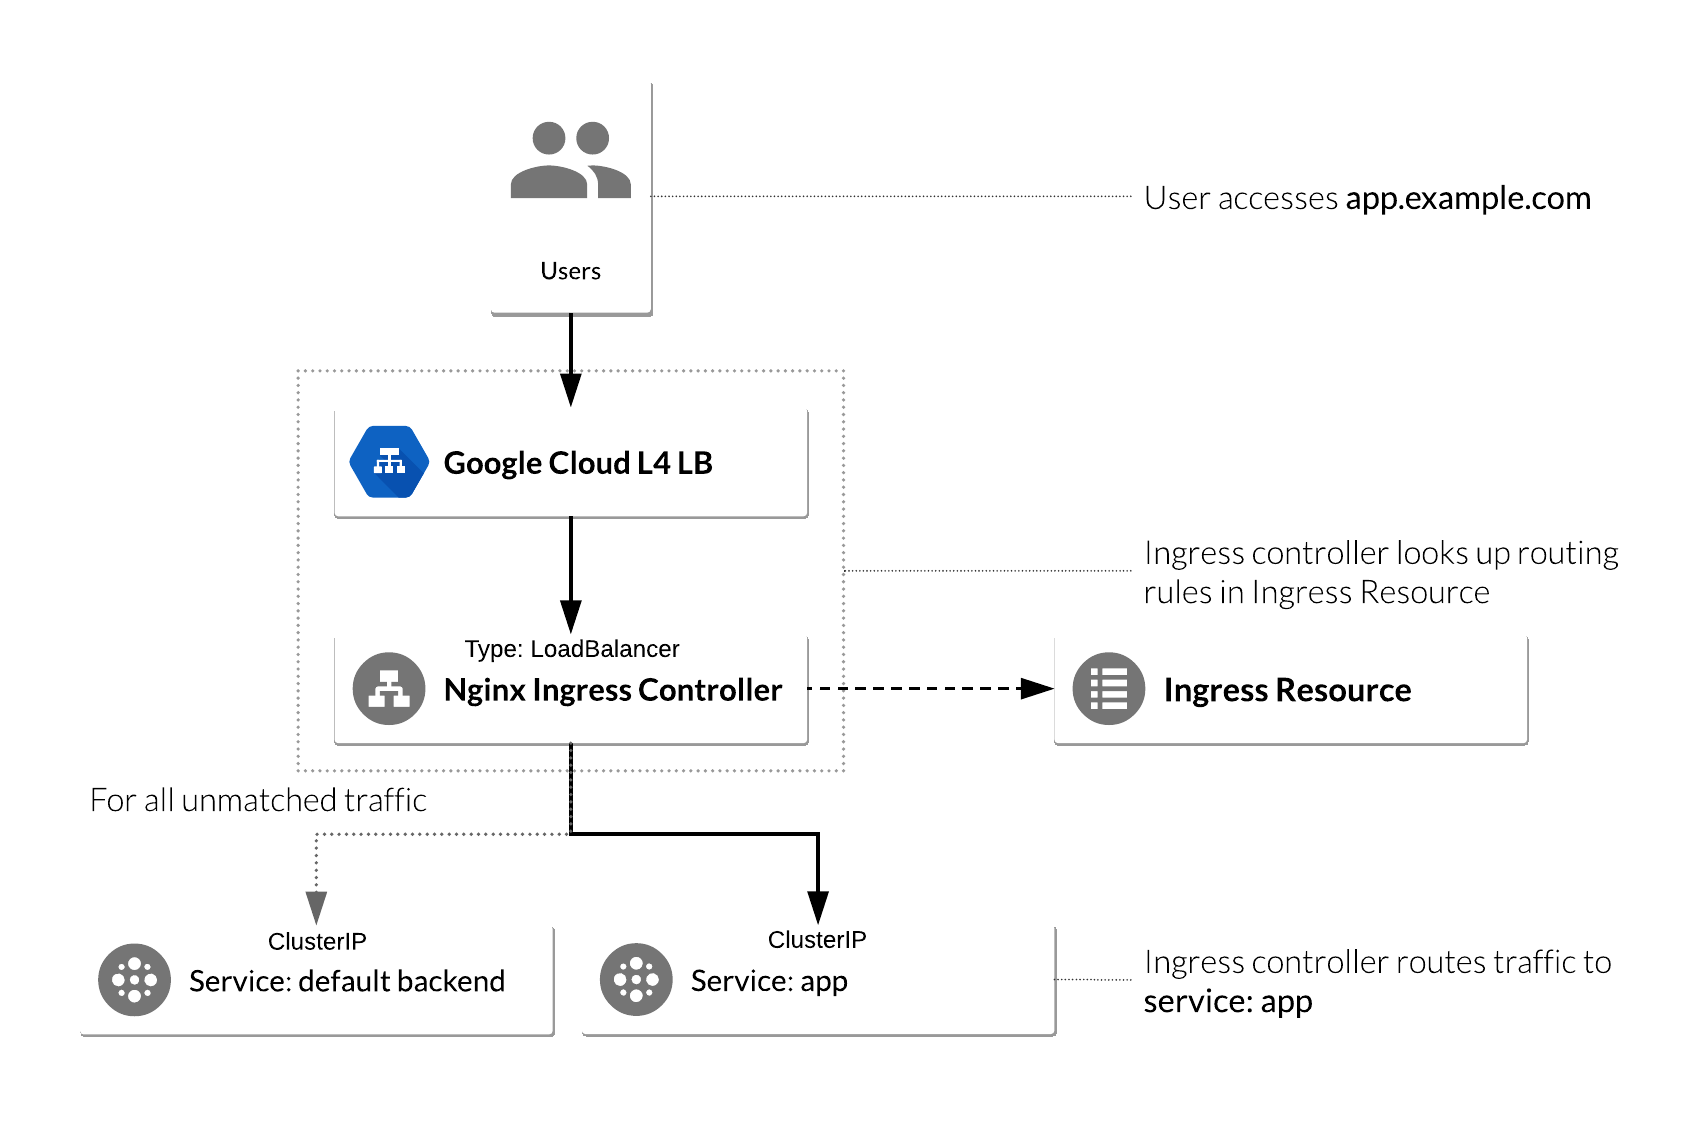 User accesses app.example.com
Users
Google Cloud L4 LB
Ingress controller looks up routing
rules in Ingress Resource
Type: LoadBalancer
Nginx Ingress Controller
Ingress Resource
For all unmatched traffic
ClusterIP
Service: default backend
ClusterIP
Service: app
Ingress controller routes traffic to
service: app